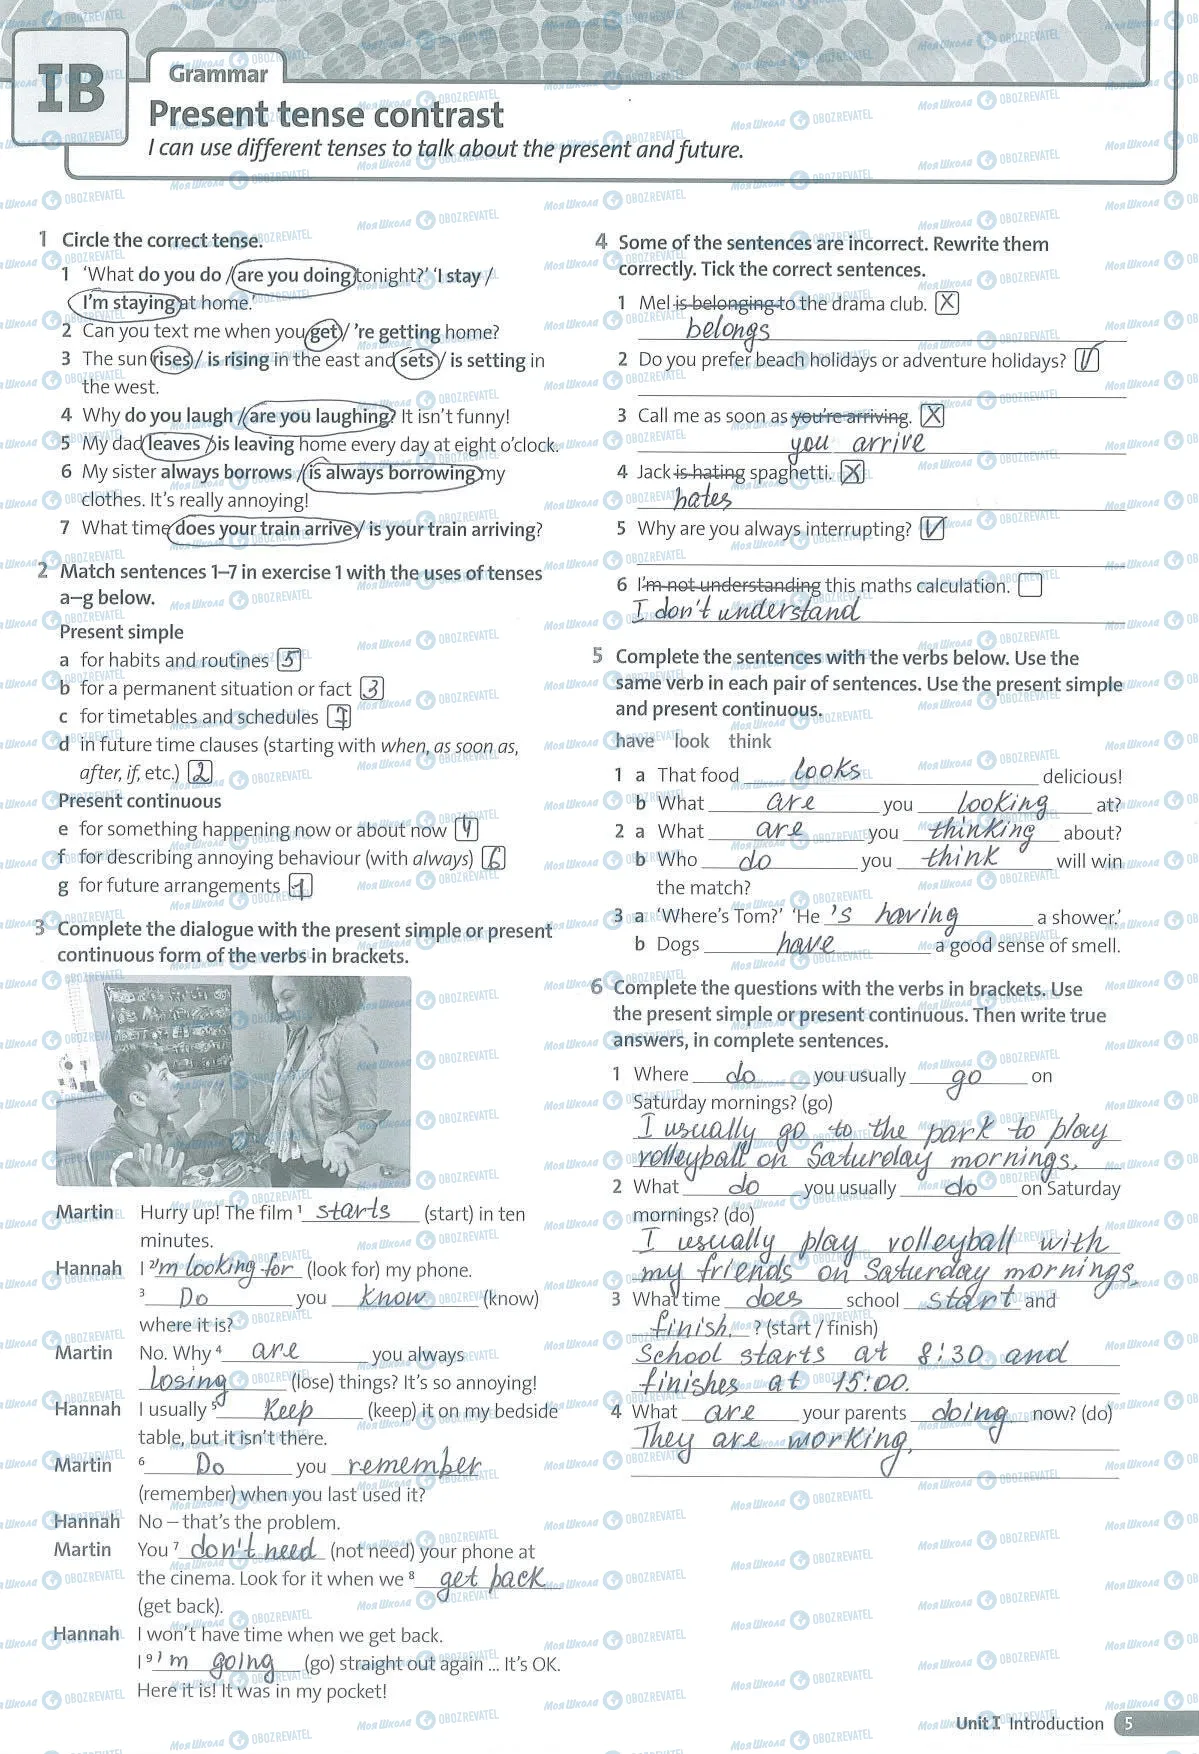 IB
Grammar
Present tense contrast
I can use different tenses to talk about the present and future.
1 Circle the correct tense.
1 ‘What do you do / are you doing tonight?’ ‘I stay /
I’m staying at home.’
2 Can you text me when you get / ’re getting home?
3 The sun rises / is rising in the east and sets / is setting in
the west.
4 Why do you laugh / are you laughing? It isn’t funny!
5 My dad leaves / is leaving home every day at eight o’clock.
6 My sister always borrows / is always borrowing my
clothes. It’s really annoying!
7 What time does your train arrive / is your train arriving?
2 Match sentences 1–7 in exercise 1 with the uses of tenses
a–g below.
Present simple
a for habits and routines 5
b for a permanent situation or fact 3
c for timetables and schedules 7
d in future time clauses (starting with when, as soon as,
after, if, etc.) 2
Present continuous
e for something happening now or about now 4
f for describing annoying behaviour (with always) 6
g for future arrangements 1
3 Complete the dialogue with the present simple or present
continuous form of the verbs in brackets.
Martin Hurry up! The film 1 starts (start) in ten
minutes.
Hannah I 2 'm looking for (look for) my phone.
3 Do you know (know)
where it is?
Martin No. Why 4 are you always
losing (lose) things? It’s so annoying!
Hannah I usually 5 keep (keep) it on my bedside
table, but it isn’t there.
Martin 6 Do you remember
(remember) when you last used it?
Hannah No – that’s the problem.
Martin You 7 don't need (not need) your phone at
the cinema. Look for it when we 8 get back
(get back).
Hannah I won’t have time when we get back.
I 9 'm going (go) straight out again ... It’s OK.
Here it is! It was in my pocket!
4 Some of the sentences are incorrect. Rewrite them
correctly. Tick the correct sentences.
1 Mel is belonging to the drama club. X
belongs
2 Do you prefer beach holidays or adventure holidays? V
3 Call me as soon as you’re arriving. X
you arrive
4 Jack is hating spaghetti. X
hates
5 Why are you always interrupting? V
6 I’m not understanding this maths calculation.
I don't understand
5 Complete the sentences with the verbs below. Use the
same verb in each pair of sentences. Use the present simple
and present continuous.
have look think
1 a That food looks delicious!
b What are you looking at?
2 a What are you thinking about?
b Who do you think will win
the match?
3 a ‘Where’s Tom?’ ‘He 's having a shower.’
b Dogs have a good sense of smell.
6 Complete the questions with the verbs in brackets. Use
the present simple or present continuous. Then write true
answers, in complete sentences.
1 Where do you usually go on
Saturday mornings? (go)
I usually go to the park to play
volleyball on Saturday mornings.
2 What do you usually do on Saturday
mornings? (do)
I usually play volleyball with
my friends on Saturday mornings.
3 What time does school start and
finish. ? (start / finish)
School starts at 8:30 and
finishes at 15:00.
4 What are your parents doing now? (do)
They are working.
Unit I Introduction 5
МояШкола OBOZREVATEL